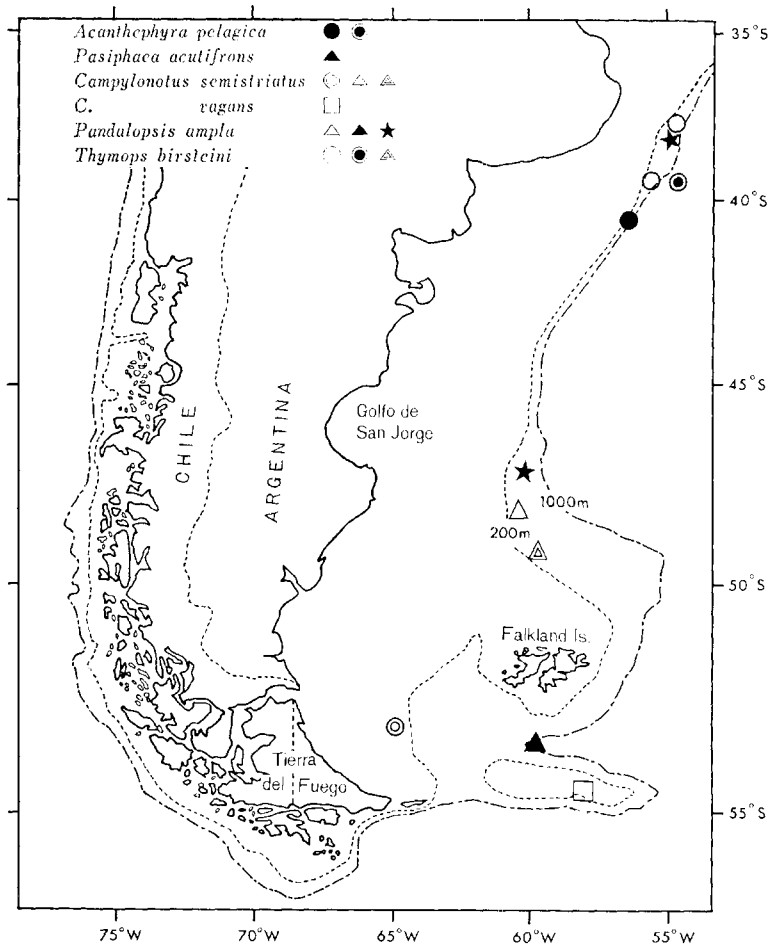 Acanthephyra pelagica
Pasiphaea acutifrons
Campylonotus semistriatus
C. vagans
Pandalopsis ampla
Thymops birsteini
35°S
40°S
45°S
50°S
55°S
CHILE
ARGENTINA
Golfo de
San Jorge
1000m
200m
Falkland Is.
Tierra
del Fuego
75°W
70°W
65°W
60°W
55°W